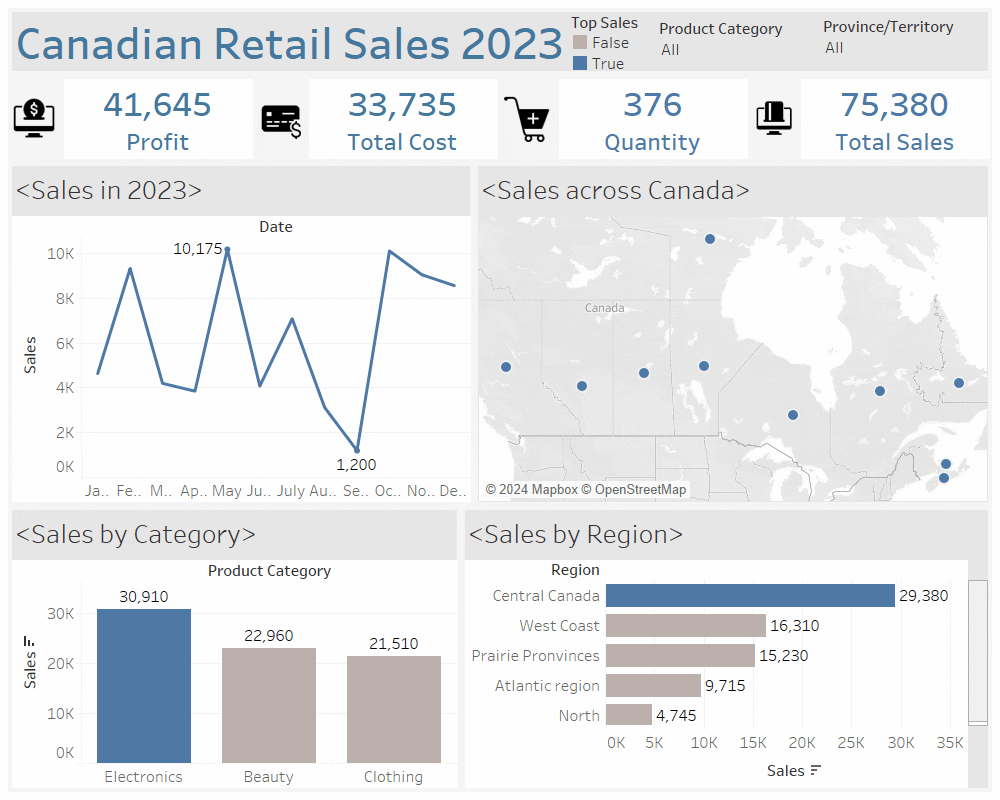 Canadian Retail Sales 2023
Top Sales
False
True
Product Category
All
Province/Territory
All
41,645
Profit
33,735
Total Cost
376
Quantity
75,380
Total Sales
<Sales in 2023>
Date
10,175
10K
8K
6K
4K
2K
0K
Sales
1,200
Ja.. Fe.. M.. Ap.. May Ju.. July Au.. Se.. Oc.. No.. De..
<Sales across Canada>
Canada
© 2024 Mapbox © OpenStreetMap
<Sales by Category>
Product Category
30,910
22,960
21,510
30K
20K
10K
0K
Sales
Electronics Beauty Clothing
<Sales by Region>
Region
Central Canada 29,380
West Coast 16,310
Prairie Pronvinces 15,230
Atlantic region 9,715
North 4,745
0K 5K 10K 15K 20K 25K 30K 35K
Sales